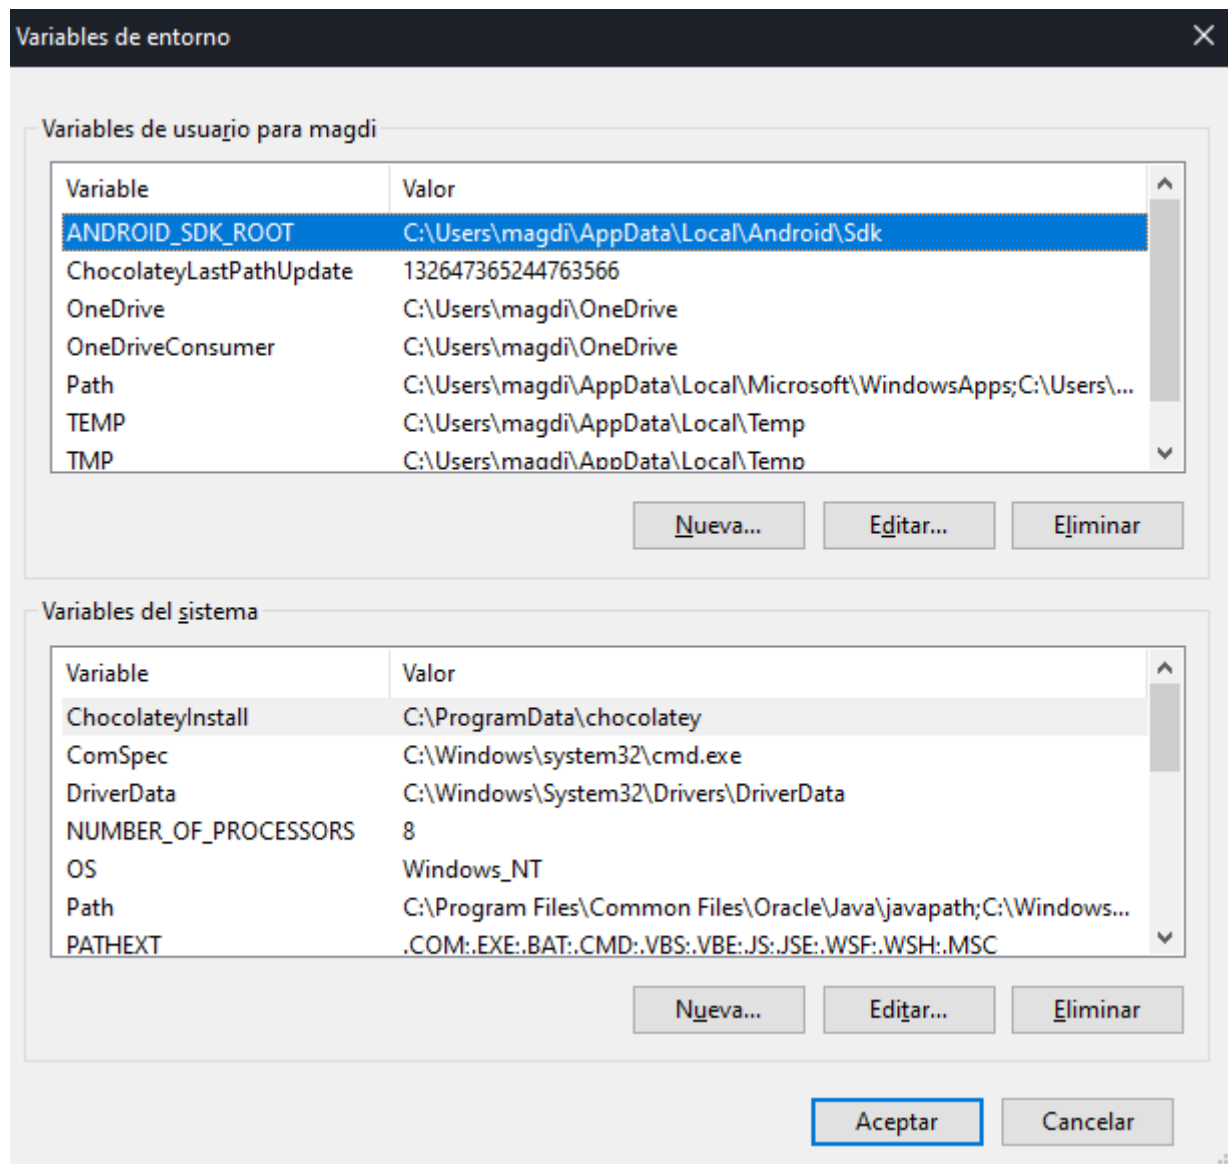 Variables de entorno
Variables de usuario para magdi
Variable Valor
ANDROID_SDK_ROOT C:\Users\magdi\AppData\Local\Android\Sdk
ChocolateyLastPathUpdate 132647365244763566
OneDrive C:\Users\magdi\OneDrive
OneDriveConsumer C:\Users\magdi\OneDrive
Path C:\Users\magdi\AppData\Local\Microsoft\WindowsApps;C:\Users\...
TEMP C:\Users\magdi\AppData\Local\Temp
TMP C:\Users\magdi\AppData\Local\Temp
Nueva... Editar... Eliminar
Variables del sistema
Variable Valor
ChocolateyInstall C:\ProgramData\chocolatey
ComSpec C:\Windows\system32\cmd.exe
DriverData C:\Windows\System32\Drivers\DriverData
NUMBER_OF_PROCESSORS 8
OS Windows_NT
Path C:\Program Files\Common Files\Oracle\Java\javapath;C:\Windows...
PATHEXT .COM;.EXE;.BAT;.CMD;.VBS;.VBE;.JS;.JSE;.WSF;.WSH;.MSC
Nueva... Editar... Eliminar
Aceptar Cancelar